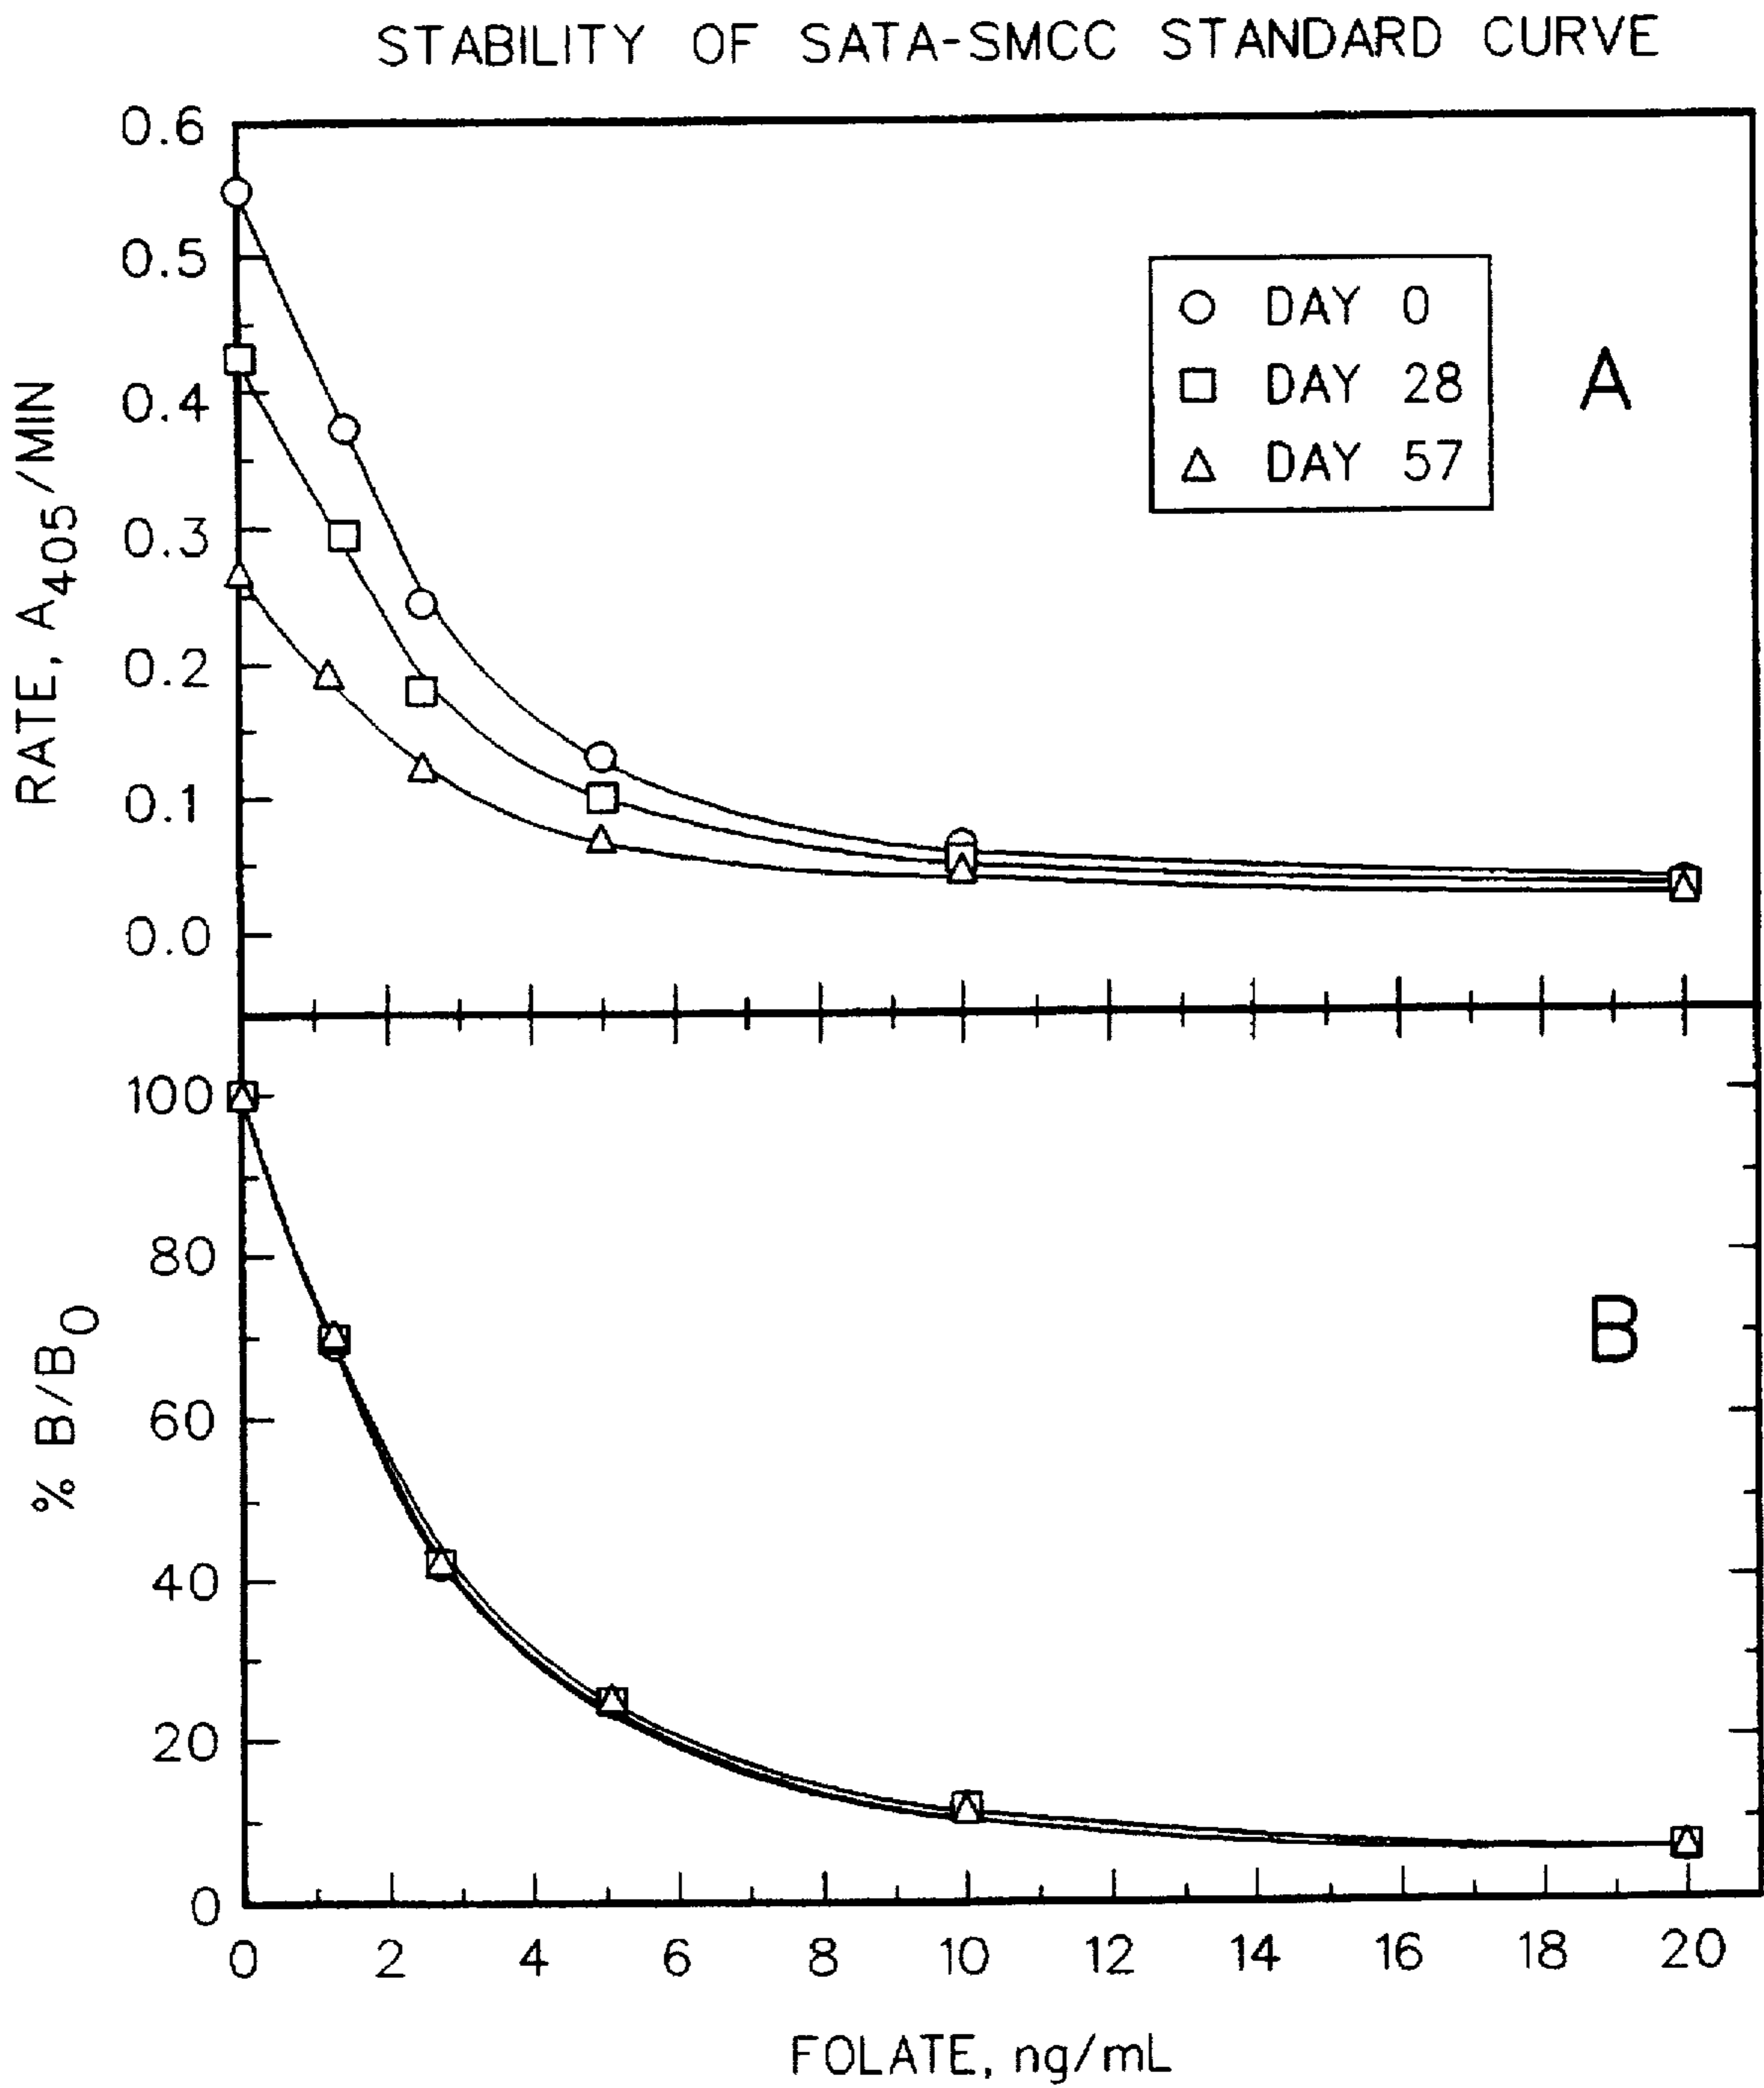 STABILITY OF SATA-SMCC STANDARD CURVE
0.6
0.5
0.4
0.3
0.2
0.1
0.0
RATE, A405/MIN
DAY 0
DAY 28
DAY 57
A
100
80
60
40
20
0
% B/B0
B
0 2 4 6 8 10 12 14 16 18 20
FOLATE, ng/mL